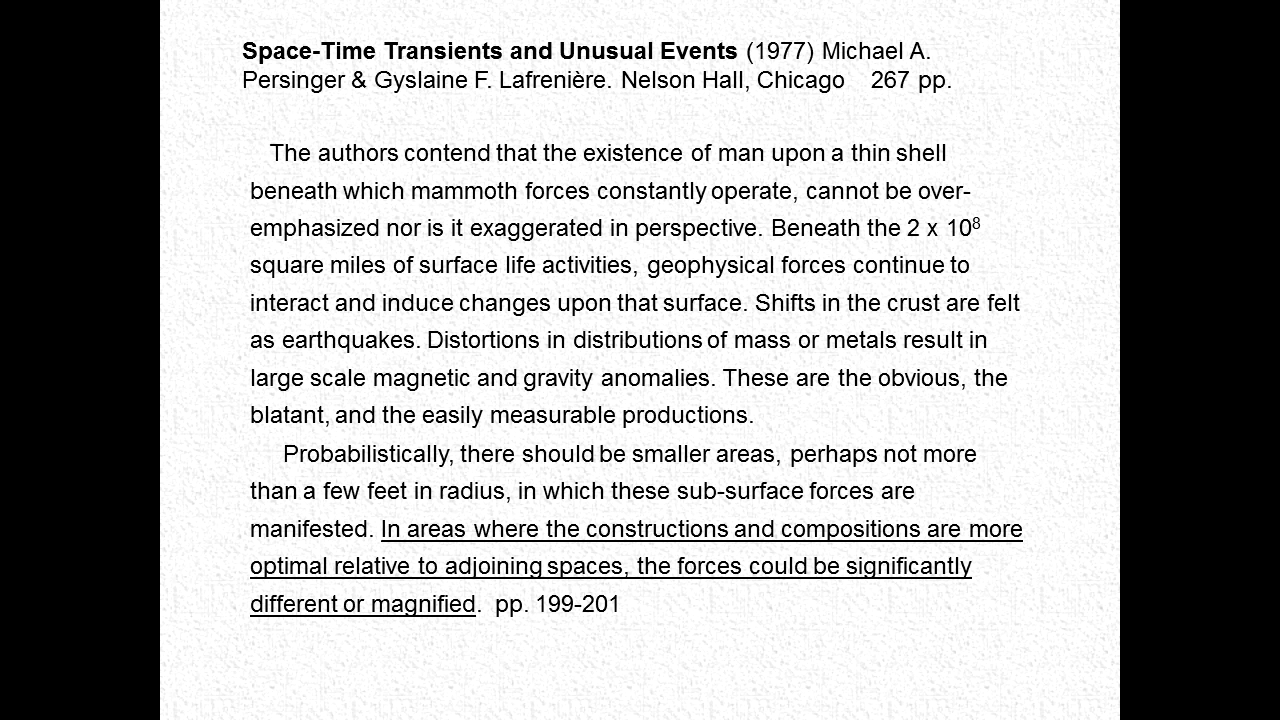 Space-Time Transients and Unusual Events (1977) Michael A.
Persinger & Gyslaine F. Lafrenière. Nelson Hall, Chicago    267 pp.
The authors contend that the existence of man upon a thin shell
beneath which mammoth forces constantly operate, cannot be over-
emphasized nor is it exaggerated in perspective. Beneath the 2 x 10⁸
square miles of surface life activities, geophysical forces continue to
interact and induce changes upon that surface. Shifts in the crust are felt
as earthquakes. Distortions in distributions of mass or metals result in
large scale magnetic and gravity anomalies. These are the obvious, the
blatant, and the easily measurable productions.
Probabilistically, there should be smaller areas, perhaps not more
than a few feet in radius, in which these sub-surface forces are
manifested. In areas where the constructions and compositions are more
optimal relative to adjoining spaces, the forces could be significantly
different or magnified.  pp. 199-201